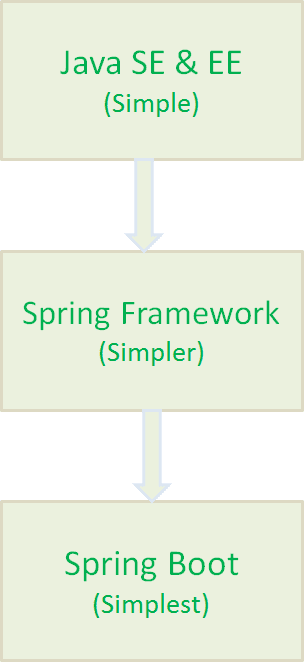 Java SE & EE
(Simple)
Spring Framework
(Simpler)
Spring Boot
(Simplest)